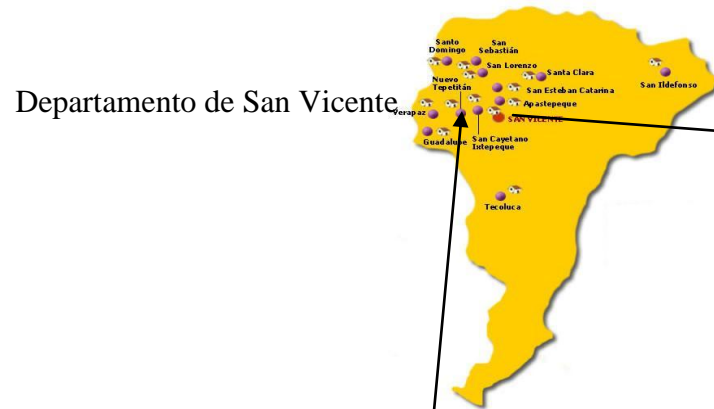 Departamento de San Vicente
Santo
Domingo
San
Sebastián
San Lorenzo
Nuevo
Tepetitán
Santa Clara
San Ildefonso
San Esteban Catarina
Apastepeque
Verapaz
SAN VICENTE
Guadalupe
San Cayetano
Ixtepeque
Tecoluca